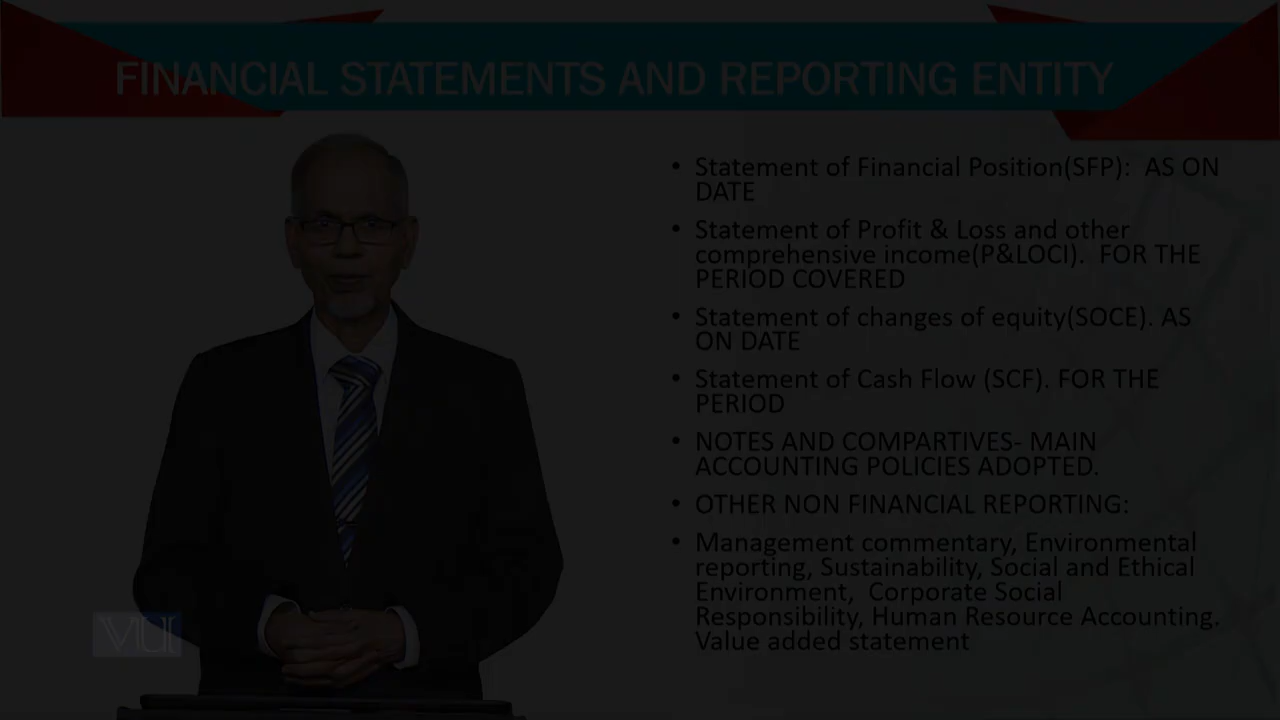 FINANCIAL STATEMENTS AND REPORTING ENTITY
• Statement of Financial Position(SFP): AS ON
DATE
• Statement of Profit & Loss and other
comprehensive income(P&LOCI). FOR THE
PERIOD COVERED
• Statement of changes of equity(SOCE). AS
ON DATE
• Statement of Cash Flow (SCF). FOR THE
PERIOD
• NOTES AND COMPARTIVES- MAIN
ACCOUNTING POLICIES ADOPTED.
• OTHER NON FINANCIAL REPORTING:
• Management commentary, Environmental
reporting, Sustainability, Social and Ethical
Environment, Corporate Social
Responsibility, Human Resource Accounting.
Value added statement
VU